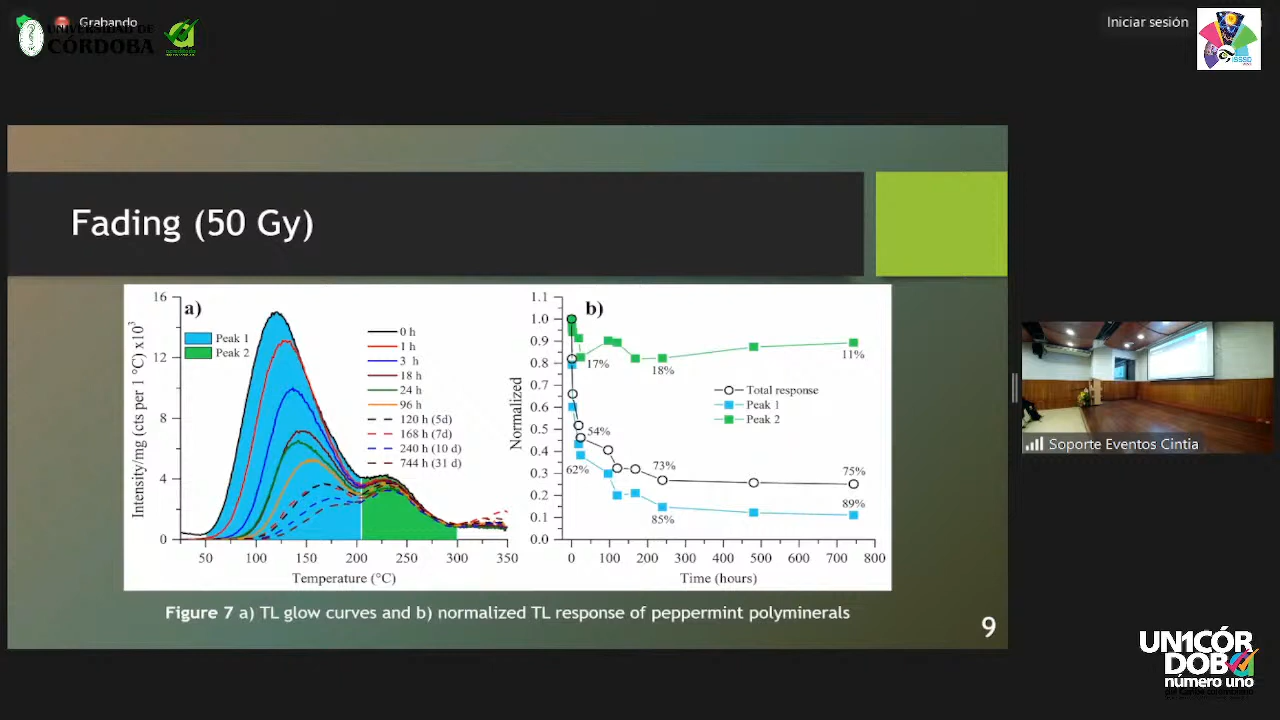 Grabando
UNIVERSIDAD DE
CÓRDOBA
Iniciar sesión
ISSSD
Fading (50 Gy)
a)
Peak 1
Peak 2
0 h
1 h
3 h
18 h
24 h
96 h
120 h (5d)
168 h (7d)
240 h (10 d)
744 h (31 d)
Intensity/mg (cts per 1 °C) x10³
16
12
8
4
0
50 100 150 200 250 300 350
Temperature (°C)
b)
Normalized
1.1
1.0
0.9
0.8
0.7
0.6
0.5
0.4
0.3
0.2
0.1
0.0
17%
18%
11%
Total response
Peak 1
Peak 2
54%
62%
73%
75%
85%
89%
0 100 200 300 400 500 600 700 800
Time (hours)
Figure 7 a) TL glow curves and b) normalized TL response of peppermint polyminerals
9
Soporte Eventos Cintia
UN1CÓR
DOBA
número uno